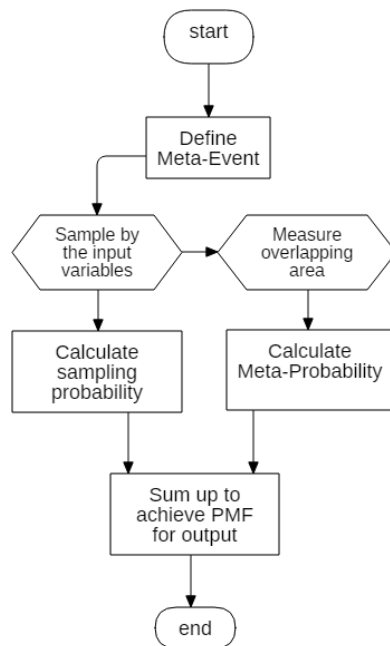 start
Define
Meta-Event
Sample by
the input
variables
Measure
overlapping
area
Calculate
sampling
probability
Calculate
Meta-Probability
Sum up to
achieve PMF
for output
end